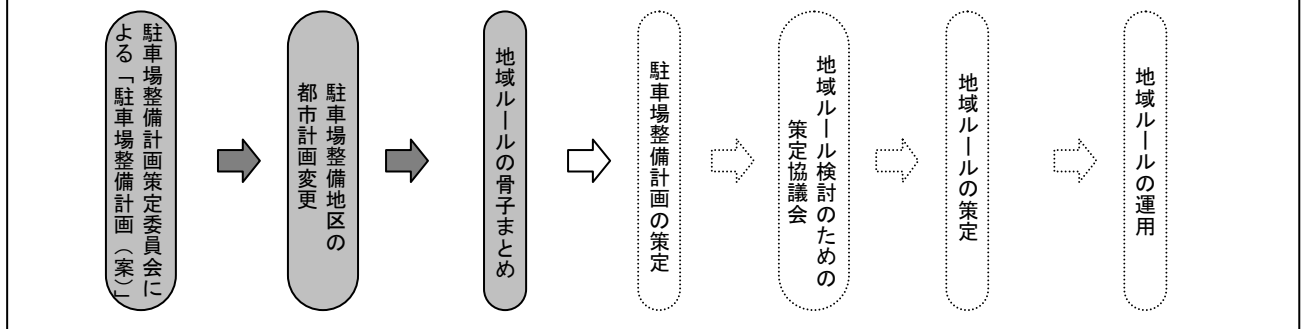 駐車場整備計画策定委員会に
よる「駐車場整備計画（案）」
駐車場整備地区の
都市計画変更
地域ルールの骨子まとめ
駐車場整備計画の策定
地域ルール検討のための
策定協議会
地域ルールの策定
地域ルールの運用